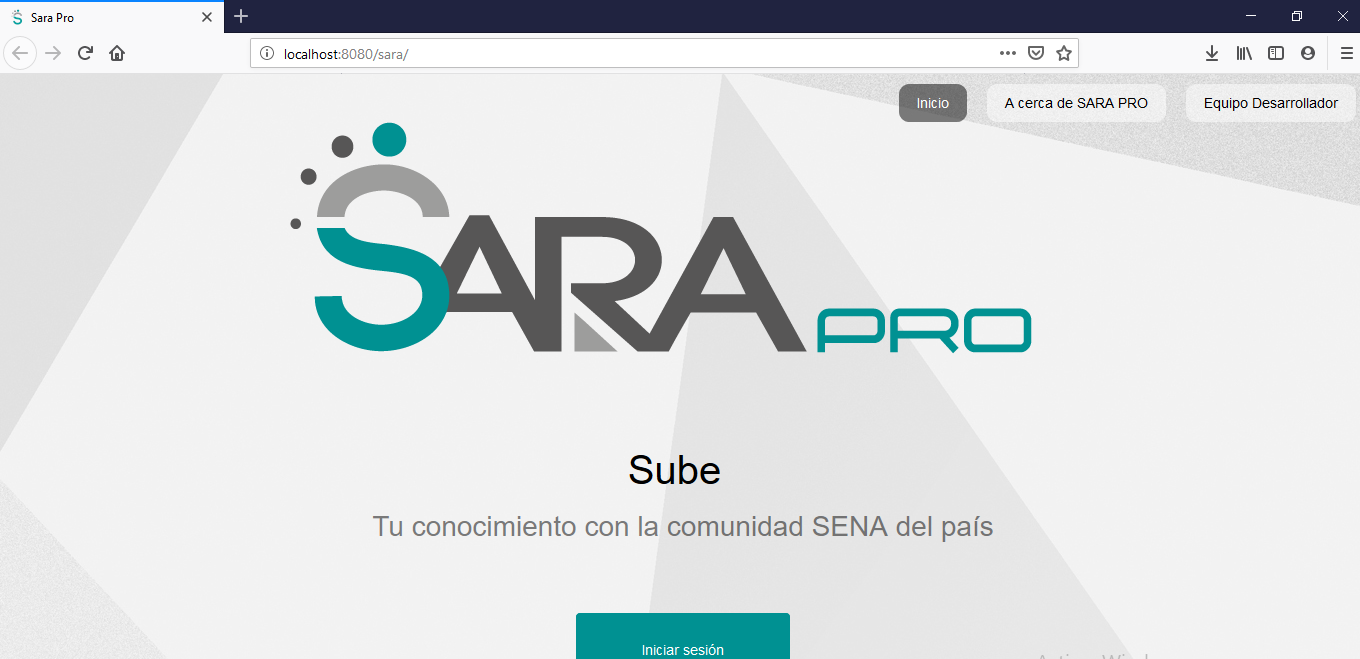 Sara Pro
localhost:8080/sara/
Inicio
A cerca de SARA PRO
Equipo Desarrollador
SARA PRO
Sube
Tu conocimiento con la comunidad SENA del país
Iniciar sesión